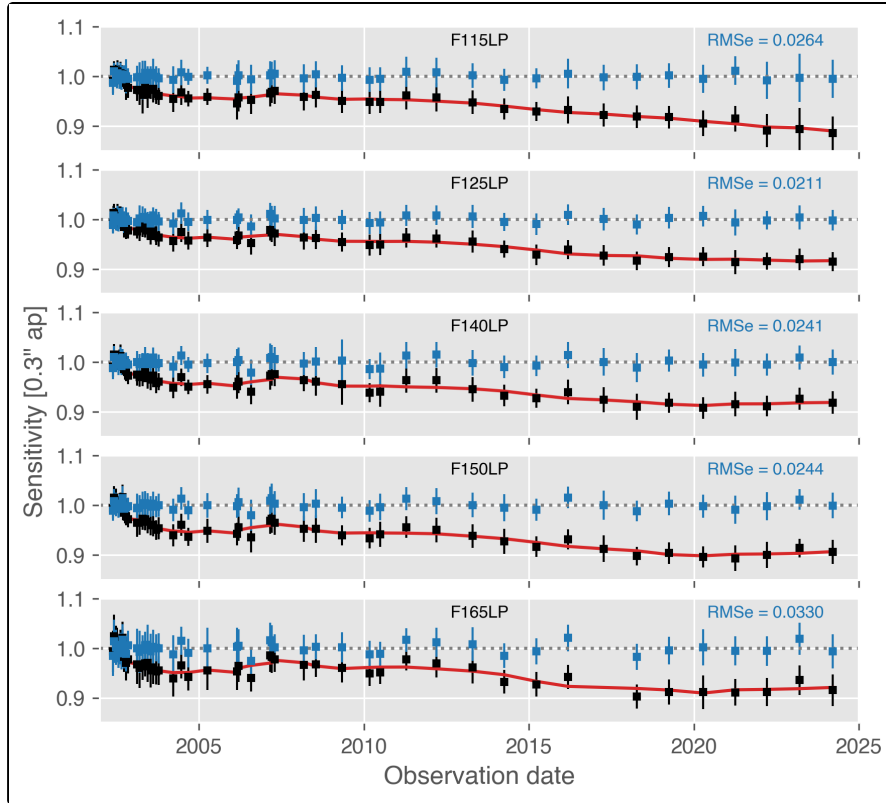 1.1
F115LP
RMSe = 0.0264
1.0
0.9
1.1
F125LP
RMSe = 0.0211
1.0
0.9
1.1
F140LP
RMSe = 0.0241
1.0
0.9
1.1
F150LP
RMSe = 0.0244
1.0
0.9
1.1
F165LP
RMSe = 0.0330
1.0
0.9
Sensitivity [0.3" ap]
2005
2010
2015
2020
2025
Observation date